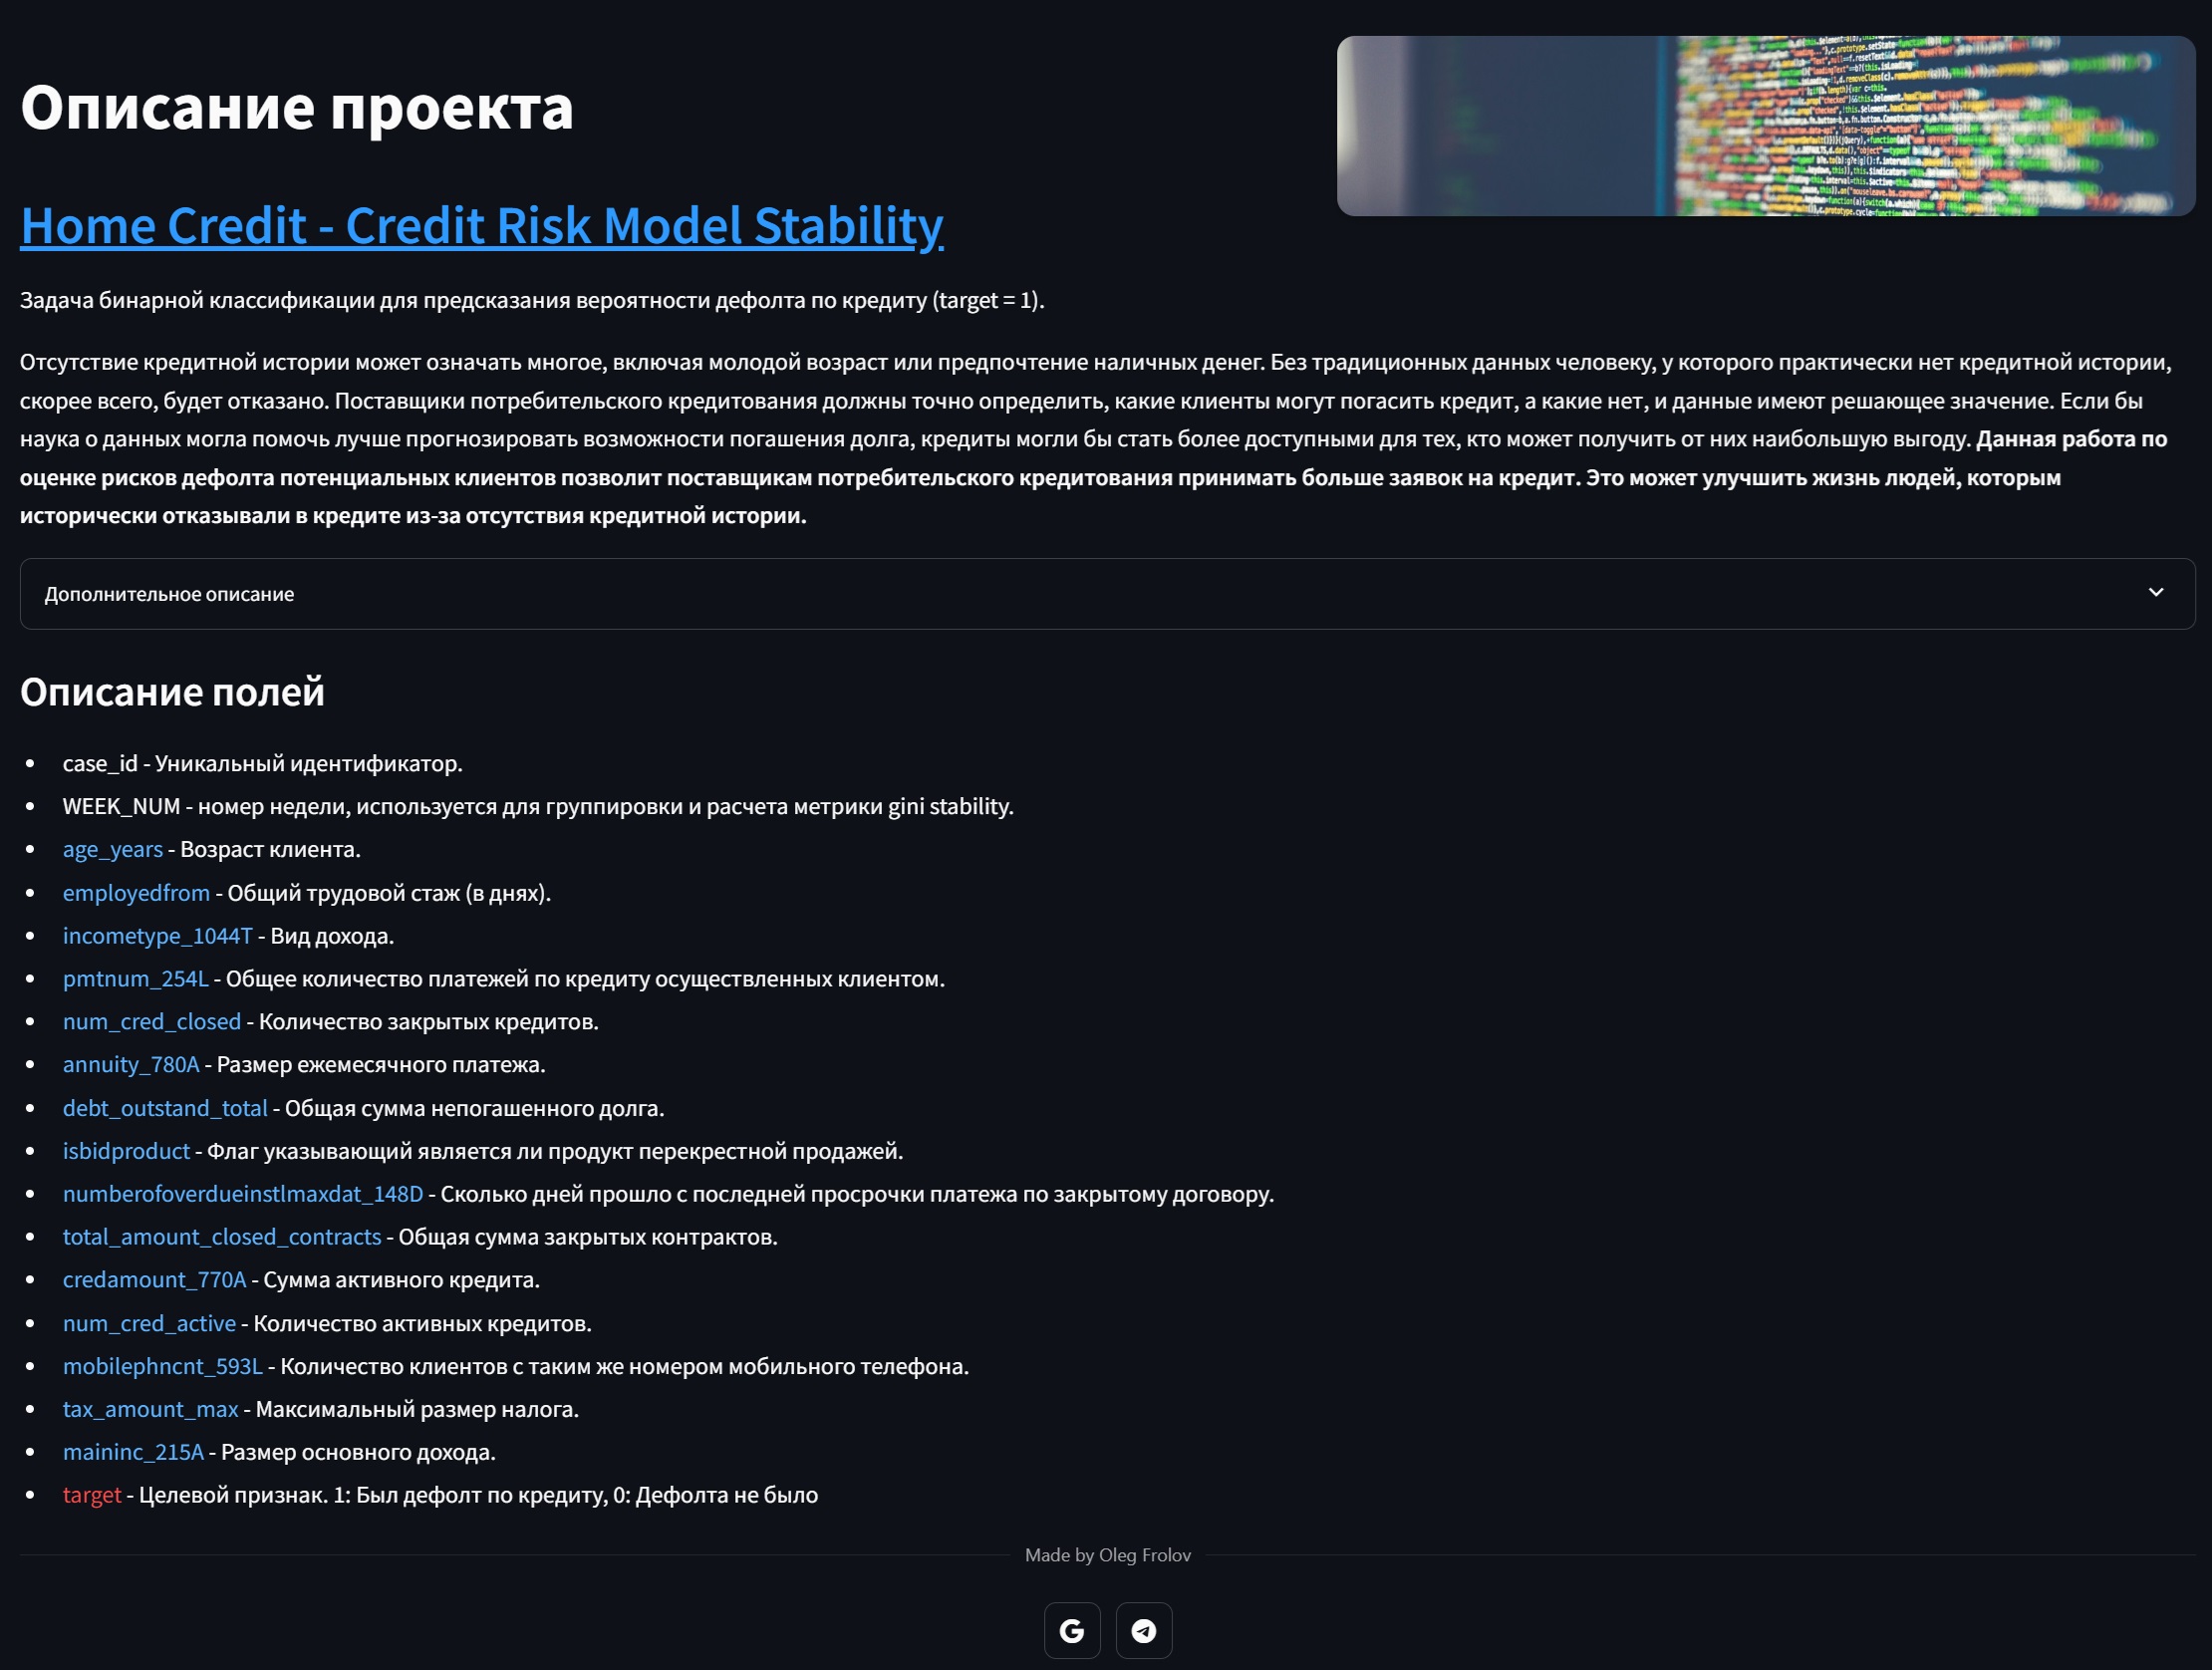 Описание проекта
Home Credit - Credit Risk Model Stability
Задача бинарной классификации для предсказания вероятности дефолта по кредиту (target = 1).
Отсутствие кредитной истории может означать многое, включая молодой возраст или предпочтение наличных денег. Без традиционных данных человеку, у которого практически нет кредитной истории,
скорее всего, будет отказано. Поставщики потребительского кредитования должны точно определить, какие клиенты могут погасить кредит, а какие нет, и данные имеют решающее значение. Если бы
наука о данных могла помочь лучше прогнозировать возможности погашения долга, кредиты могли бы стать более доступными для тех, кто может получить от них наибольшую выгоду. Данная работа по
оценке рисков дефолта потенциальных клиентов позволит поставщикам потребительского кредитования принимать больше заявок на кредит. Это может улучшить жизнь людей, которым
исторически отказывали в кредите из-за отсутствия кредитной истории.
Дополнительное описание
Описание полей
• case_id - Уникальный идентификатор.
• WEEK_NUM - номер недели, используется для группировки и расчета метрики gini stability.
• age_years - Возраст клиента.
• employedfrom - Общий трудовой стаж (в днях).
• incometype_1044T - Вид дохода.
• pmtnum_254L - Общее количество платежей по кредиту осуществленных клиентом.
• num_cred_closed - Количество закрытых кредитов.
• annuity_780A - Размер ежемесячного платежа.
• debt_outstand_total - Общая сумма непогашенного долга.
• isbidproduct - Флаг указывающий является ли продукт перекрестной продажей.
• numberofoverdueinstlmaxdat_148D - Сколько дней прошло с последней просрочки платежа по закрытому договору.
• total_amount_closed_contracts - Общая сумма закрытых контрактов.
• credamount_770A - Сумма активного кредита.
• num_cred_active - Количество активных кредитов.
• mobilephncnt_593L - Количество клиентов с таким же номером мобильного телефона.
• tax_amount_max - Максимальный размер налога.
• maininc_215A - Размер основного дохода.
• target - Целевой признак. 1: Был дефолт по кредиту, 0: Дефолта не было
Made by Oleg Frolov